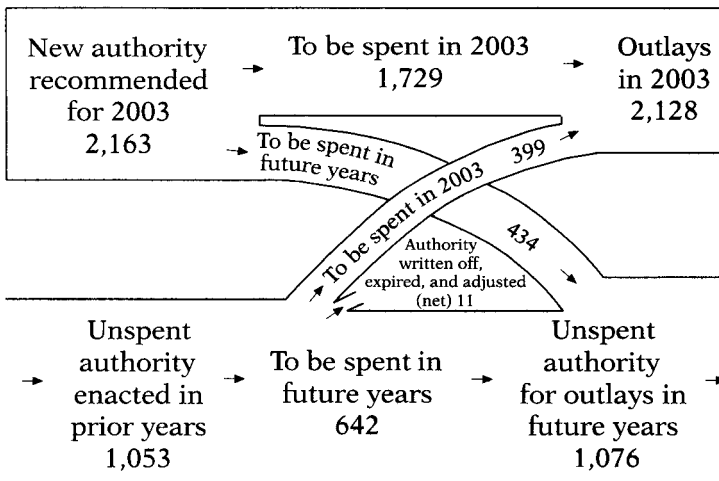 New authority
recommended
for 2003
2,163
To be spent in 2003
1,729
Outlays
in 2003
2,128
To be spent in
future years
434
To be spent in 2003
399
Authority
written off,
expired, and adjusted
(net) 11
Unspent
authority
enacted in
prior years
1,053
To be spent in
future years
642
Unspent
authority
for outlays in
future years
1,076